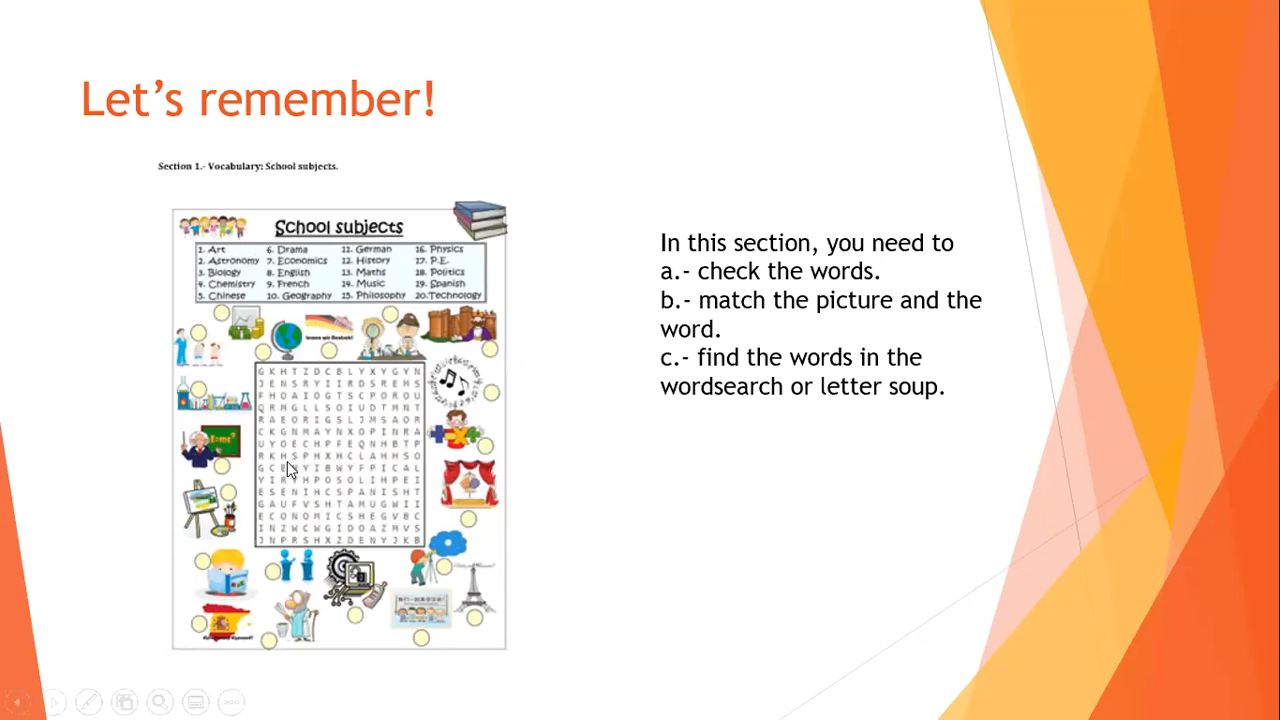 Let's remember!
Section 1.- Vocabulary: School subjects.
School subjects
1. Art 6. Drama 11. German 16. Physics
2. Astronomy 7. Economics 12. History 17. P.E.
3. Biology 8. English 13. Maths 18. Politics
4. Chemistry 9. French 14. Music 19. Spanish
5. Chinese 10. Geography 15. Philosophy 20. Technology
G K H T Z D C B L Y X Y G Y N
J E N S R Y I I R D S R E H S
F H O A I O G T S C P O R O U
Q R M G L L S O I U D T M N T
R A E O R I G S L J M S A O R
C K G N M A Y N X O P I N R A
U Y O E C H P F E Q N H B T P
R K H S P H X H C L A H H S O
E S E N I H C S P A N I S H T
G A U F V S H T A M U G W I I
E C O N O M I C S H E G V B C
I N Z W C W G I D O A Z M V S
J N P R S H X Z D E N Y J K B
In this section, you need to
a.- check the words.
b.- match the picture and the
word.
c.- find the words in the
wordsearch or letter soup.